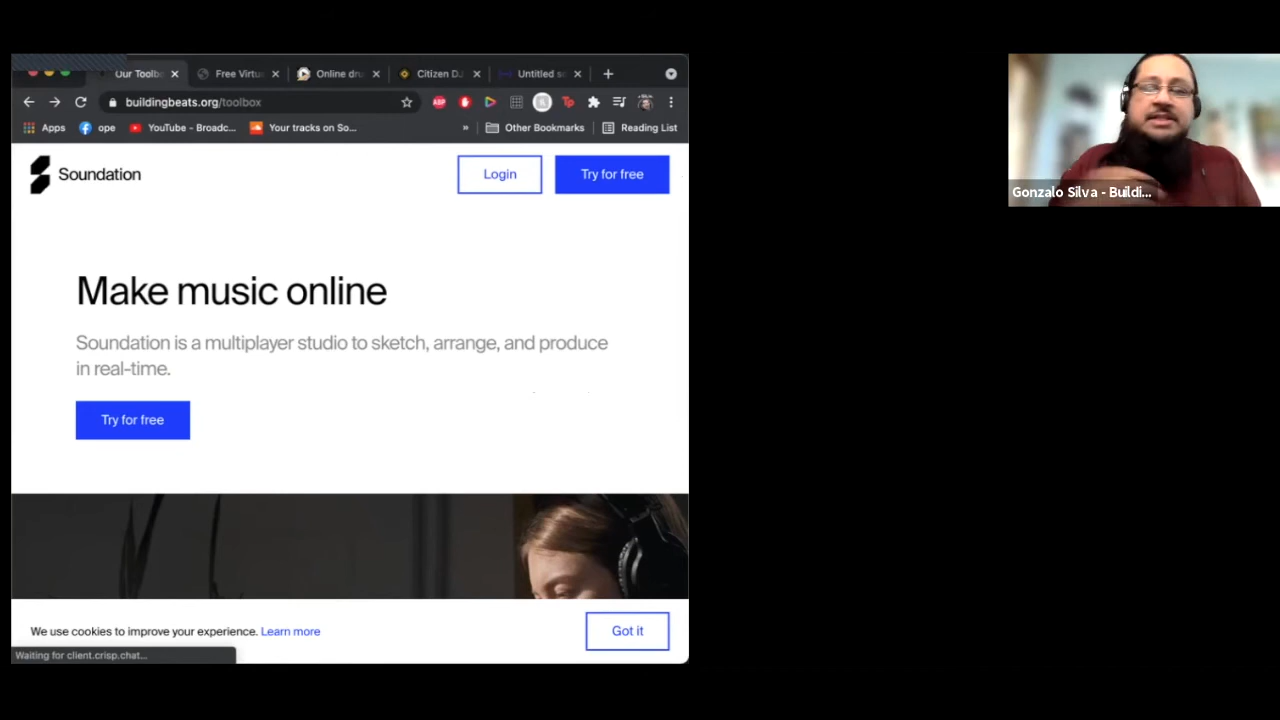 Our Toolb
Free Virtu
Online dru
Citizen DJ
Untitled s
buildingbeats.org/toolbox
Apps
ope
YouTube - Broadc...
Your tracks on So...
»
Other Bookmarks
Reading List
Soundation
Login
Try for free
Make music online
Soundation is a multiplayer studio to sketch, arrange, and produce
in real-time.
Try for free
We use cookies to improve your experience. Learn more
Got it
Waiting for client.crisp.chat...
Gonzalo Silva - Buildi...